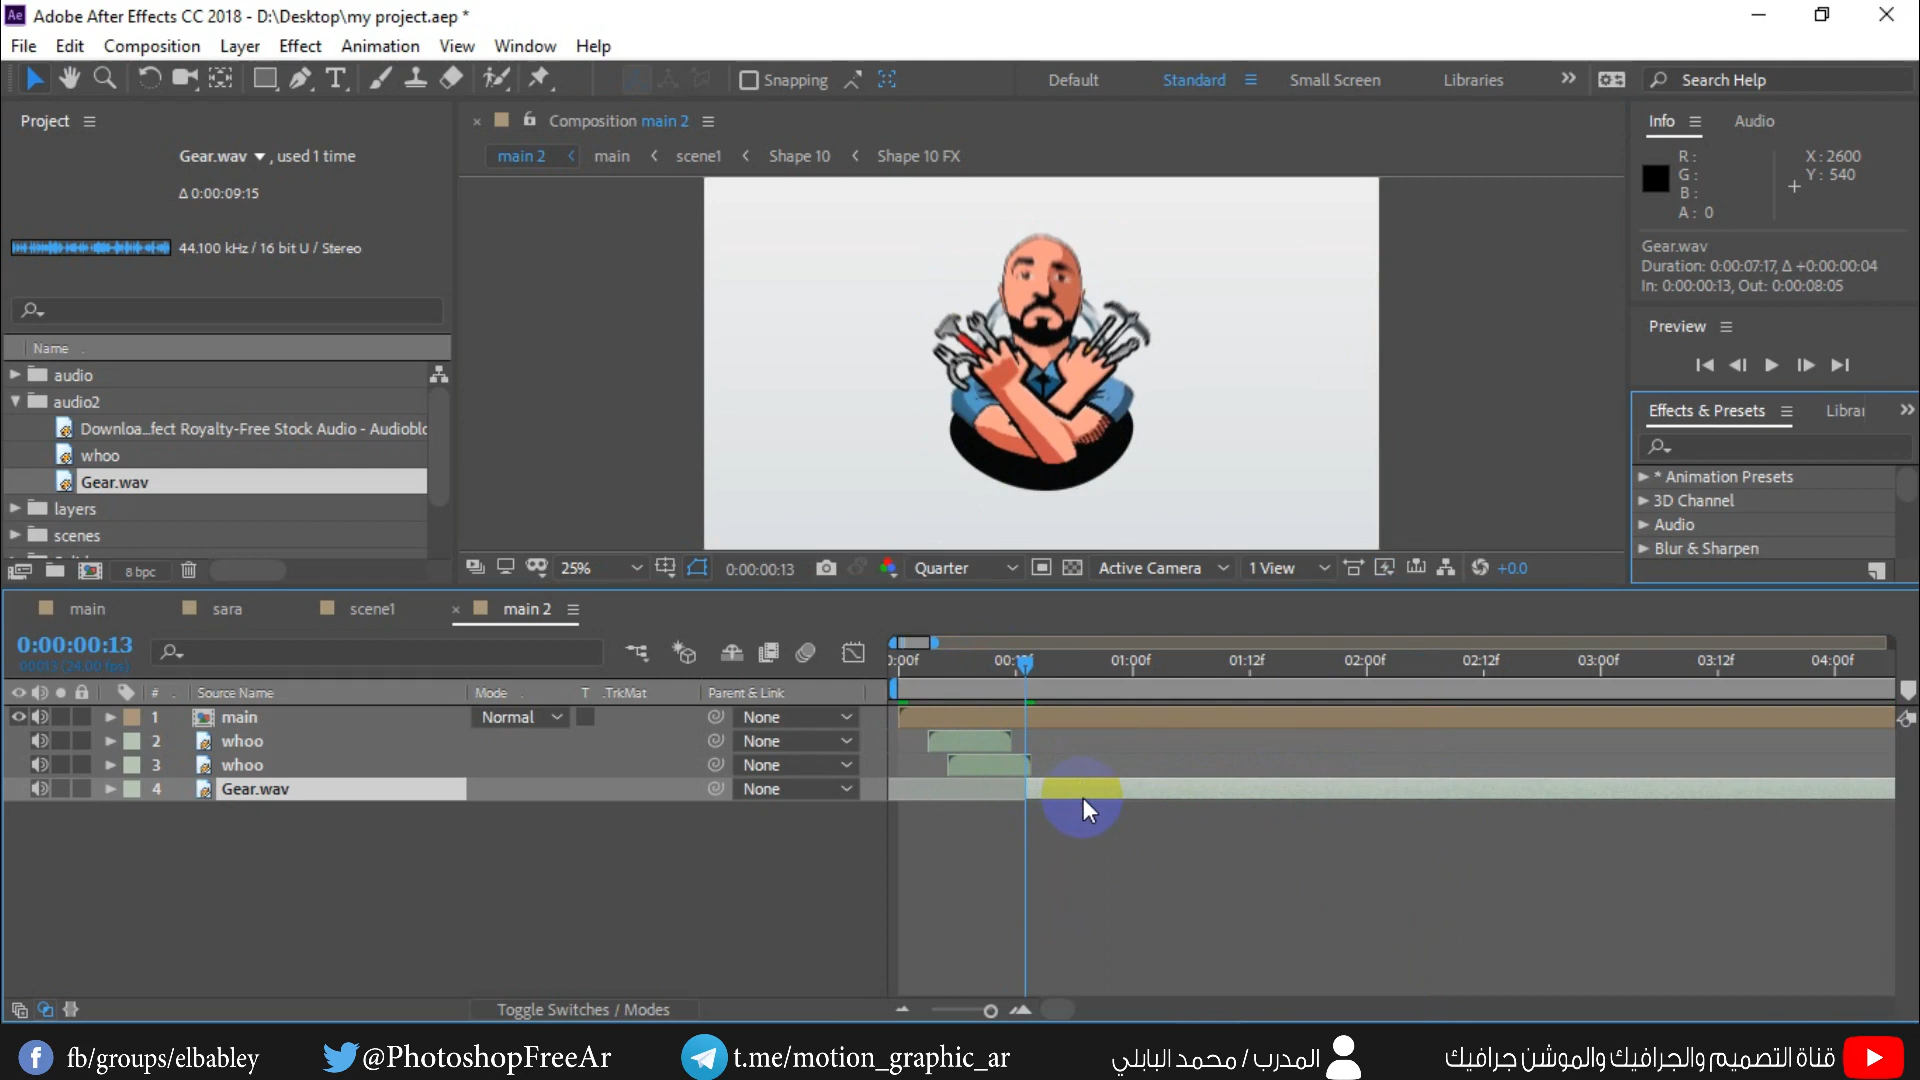 Ae Adobe After Effects CC 2018 - D:\Desktop\my project.aep *
File Edit Composition Layer Effect Animation View Window Help
Snapping Default Standard Small Screen Libraries Search Help
Project
Gear.wav , used 1 time
Δ 0:00:09:15
44.100 kHz / 16 bit U / Stereo
Name
audio
audio2
Downloa...fect Royalty-Free Stock Audio - Audioblo
whoo
Gear.wav
layers
scenes
8 bpc
Composition main 2
main 2 main scene1 Shape 10 Shape 10 FX
25% 0:00:00:13 Quarter Active Camera 1 View +0.0
Info Audio
R : X : 2600
G : Y : 540
B :
A : 0
Gear.wav
Duration: 0:00:07:17, Δ +0:00:00:04
In: 0:00:00:13, Out: 0:00:08:05
Preview
Effects & Presets Librar
* Animation Presets
3D Channel
Audio
Blur & Sharpen
main sara scene1 main 2
0:00:00:13
00013 (24.00 fps)
01:00f 01:12f 02:00f 02:12f 03:00f 03:12f 04:00f
# Source Name Mode T .TrkMat Parent & Link
1 main Normal None
2 whoo None
3 whoo None
4 Gear.wav None
Toggle Switches / Modes
fb/groups/elbabley @PhotoshopFreeAr t.me/motion_graphic_ar المدرب / محمد البابلي قناة التصميم والجرافيك والموشن جرافيك